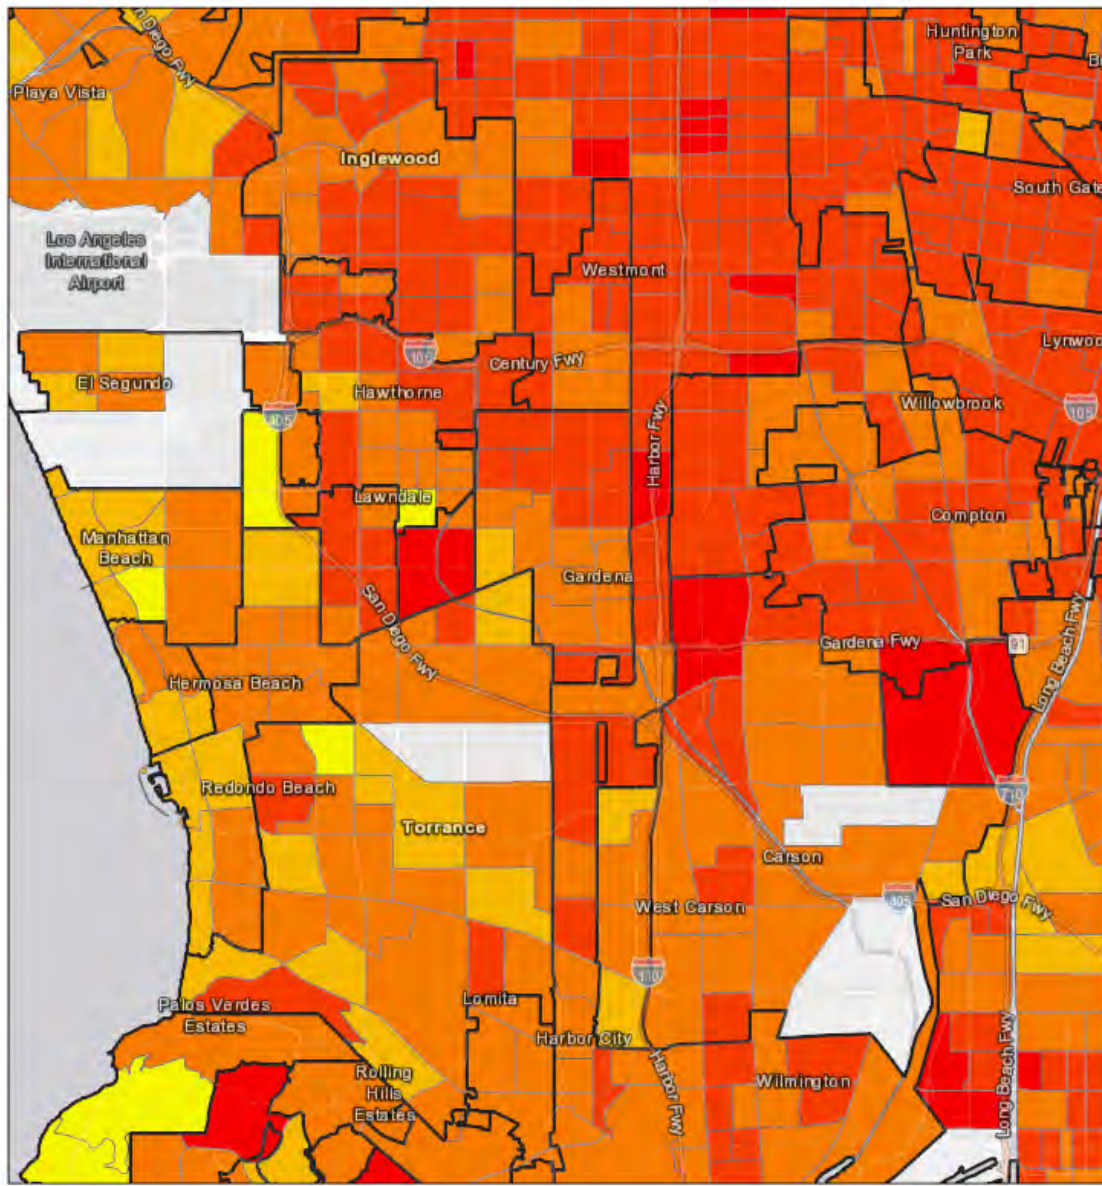 San Diego Fwy
Huntington
Park
Playa Vista
Inglewood
South Gate
Los Angeles
International
Airport
Westmont
105
Century Fwy
Lynwoo
El Segundo
Hawthorne
Willowbrook
405
105
Harbor Fwy
Lawndale
Compton
Manhattan
Beach
Gardena
San Diego Fwy
Gardena Fwy
91
Long Beach Fwy
Hermosa Beach
Redondo Beach
710
Torrance
Carson
West Carson
405
San Diego Fwy
110
Palos Verdes
Estates
Lomita
Harbor City
Rolling
Hills
Estates
Harbor Fwy
Wilmington
Long Beach Fwy